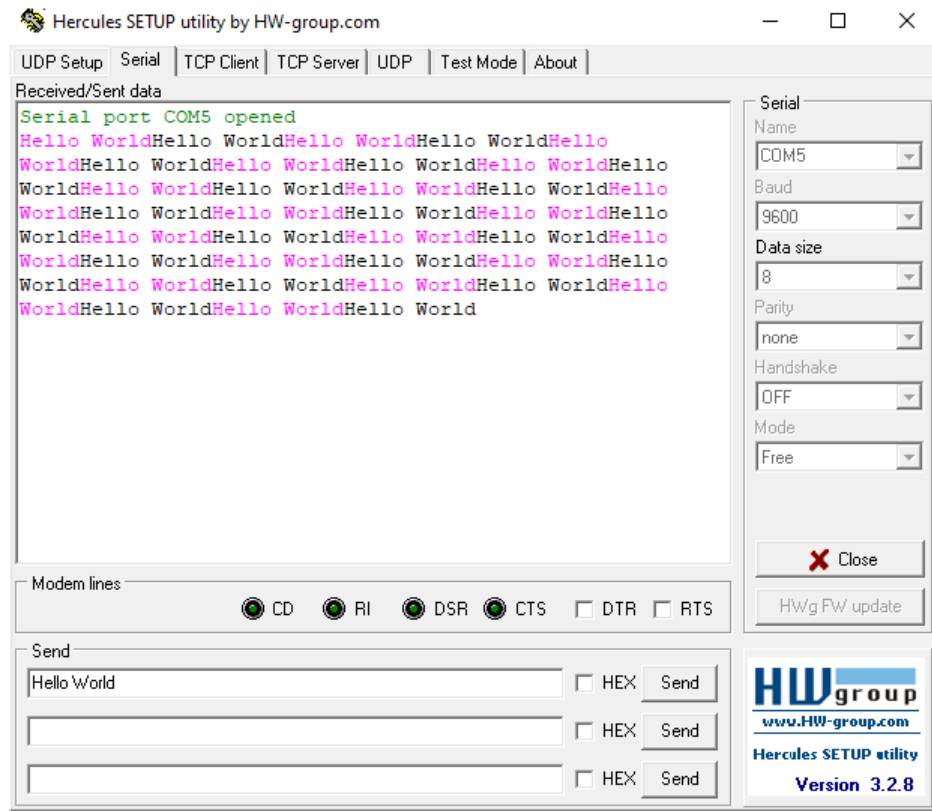 Hercules SETUP utility by HW-group.com
UDP Setup Serial TCP Client TCP Server UDP Test Mode About
Received/Sent data
Serial port COM5 opened
Hello WorldHello WorldHello WorldHello WorldHello
WorldHello WorldHello WorldHello WorldHello WorldHello
WorldHello WorldHello WorldHello WorldHello WorldHello
WorldHello WorldHello WorldHello WorldHello WorldHello
WorldHello WorldHello WorldHello WorldHello WorldHello
WorldHello WorldHello WorldHello WorldHello WorldHello
WorldHello WorldHello WorldHello WorldHello WorldHello
WorldHello WorldHello WorldHello World
Serial
Name
COM5
Baud
9600
Data size
8
Parity
none
Handshake
OFF
Mode
Free
Close
HWg FW update
Modem lines
CD RI DSR CTS DTR RTS
Send
Hello World HEX Send
HEX Send
HEX Send
HW group
www.HW-group.com
Hercules SETUP utility
Version 3.2.8